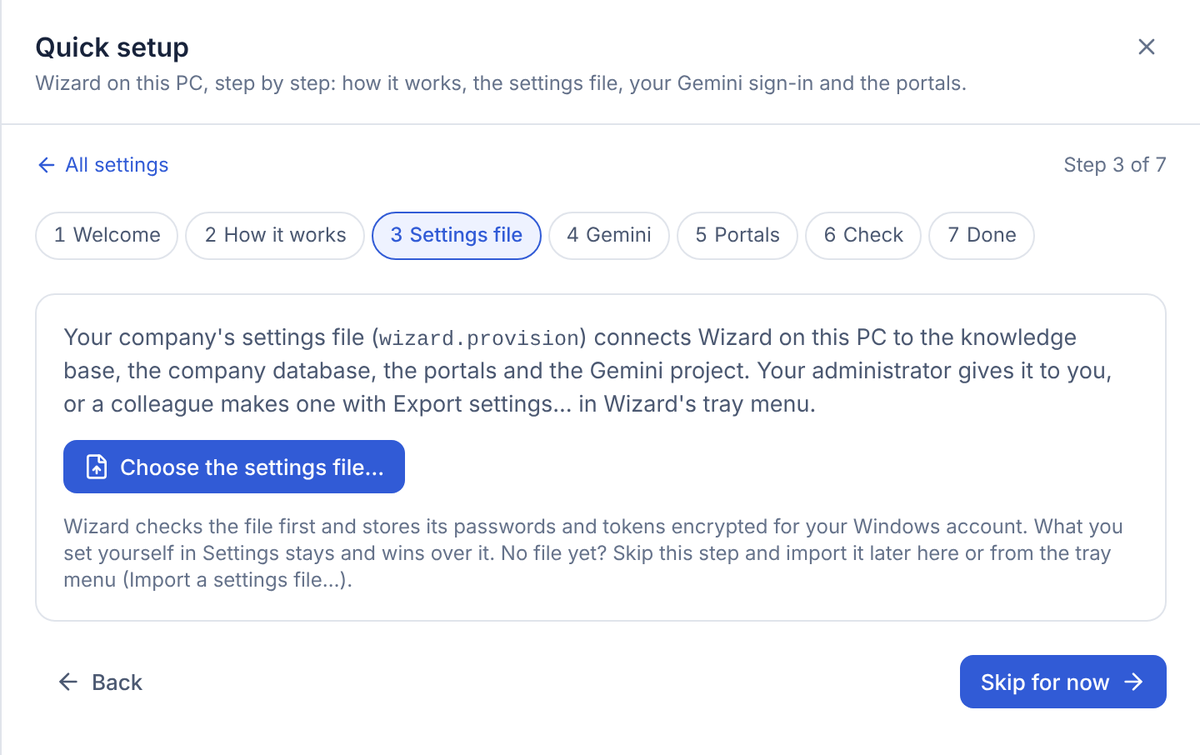 Quick setup
Wizard on this PC, step by step: how it works, the settings file, your Gemini sign-in and the portals.
All settings
Step 3 of 7
1 Welcome
2 How it works
3 Settings file
4 Gemini
5 Portals
6 Check
7 Done
Your company's settings file (wizard.provision) connects Wizard on this PC to the knowledge
base, the company database, the portals and the Gemini project. Your administrator gives it to you,
or a colleague makes one with Export settings... in Wizard's tray menu.
Choose the settings file...
Wizard checks the file first and stores its passwords and tokens encrypted for your Windows account. What you
set yourself in Settings stays and wins over it. No file yet? Skip this step and import it later here or from the tray
menu (Import a settings file...).
Back
Skip for now